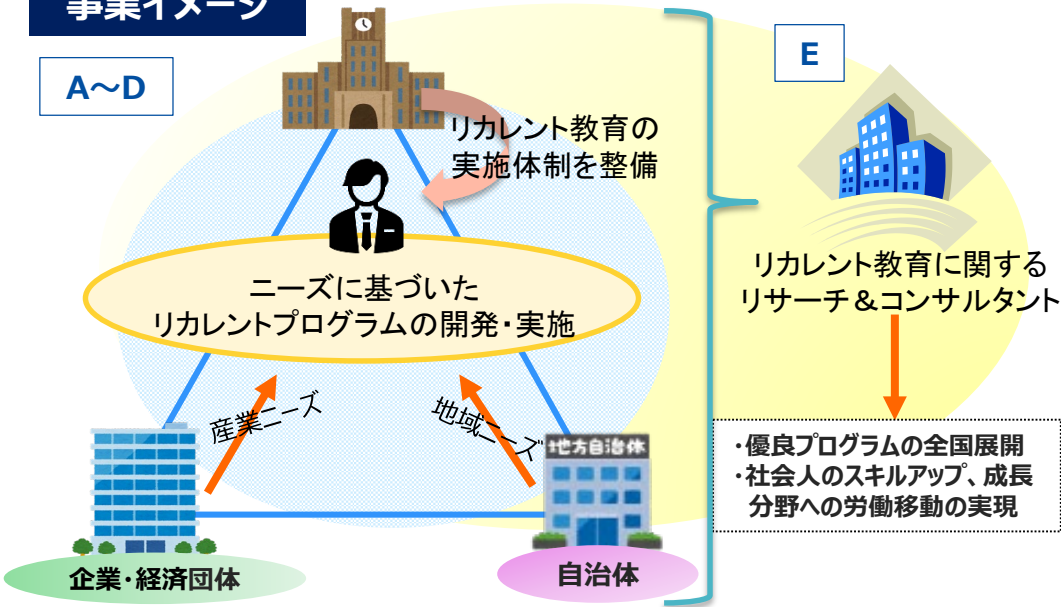 事業イメージ
A～D
E
リカレント教育の
実施体制を整備
ニーズに基づいた
リカレントプログラムの開発・実施
産業ニーズ
地域ニーズ
地方自治体
企業・経済団体
自治体
リカレント教育に関する
リサーチ＆コンサルタント
・優良プログラムの全国展開
・社会人のスキルアップ、成長
分野への労働移動の実現